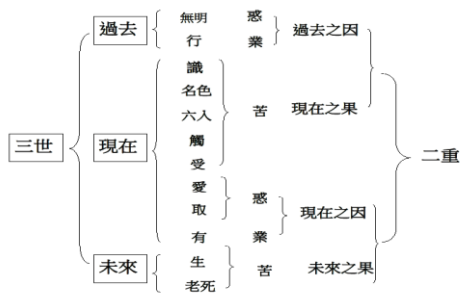 過去 無明 惑 過去之因
行 業
識
名色
六入 苦 現在之果
三世 現在 觸 二重
受
愛
取 惑 現在之因
有 業
未來 生 苦 未來之果
老死